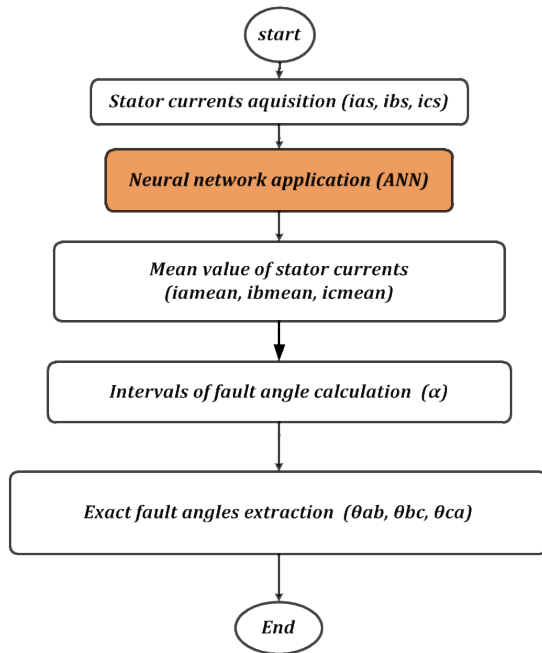 start
Stator currents aquisition (ias, ibs, ics)
Neural network application (ANN)
Mean value of stator currents
(iamean, ibmean, icmean)
Intervals of fault angle calculation (α)
Exact fault angles extraction (θab, θbc, θca)
End